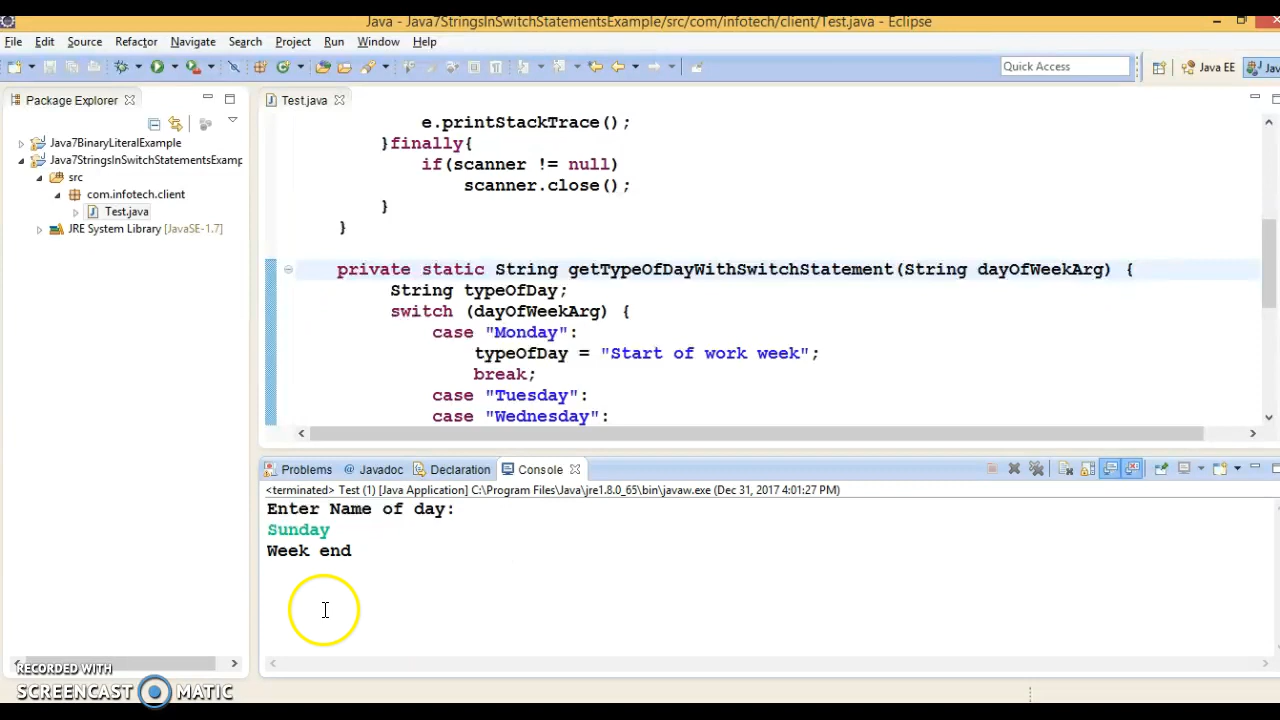 Java - Java7StringsInSwitchStatementsExample/src/com/infotech/client/Test.java - Eclipse
File Edit Source Refactor Navigate Search Project Run Window Help
Quick Access
Java EE
Jav
Package Explorer
Java7BinaryLiteralExample
Java7StringsInSwitchStatementsExamp
src
com.infotech.client
Test.java
JRE System Library [JavaSE-1.7]
Test.java
e.printStackTrace();
}finally{
if(scanner != null)
scanner.close();
}
}
private static String getTypeOfDayWithSwitchStatement(String dayOfWeekArg) {
String typeOfDay;
switch (dayOfWeekArg) {
case "Monday":
typeOfDay = "Start of work week";
break;
case "Tuesday":
case "Wednesday":
Problems @ Javadoc Declaration Console
<terminated> Test (1) [Java Application] C:\Program Files\Java\jre1.8.0_65\bin\javaw.exe (Dec 31, 2017 4:01:27 PM)
Enter Name of day:
Sunday
Week end
RECORDED WITH
SCREENCAST MATIC